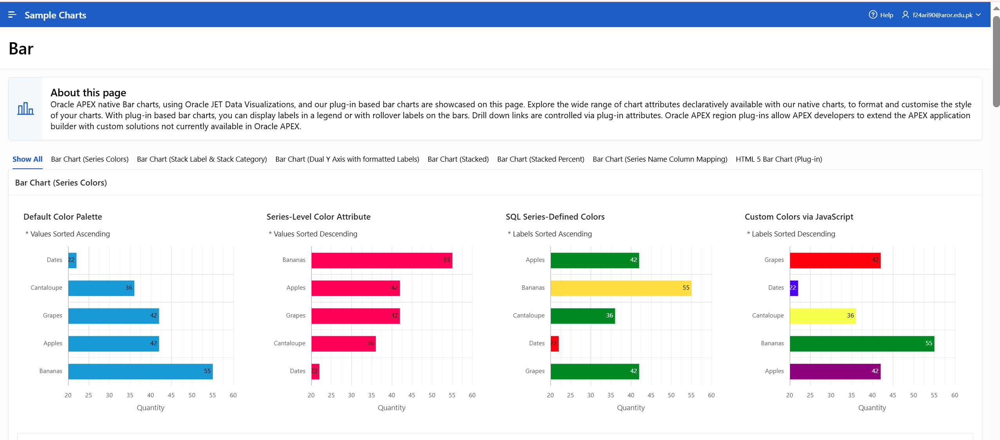 Sample Charts
Help
f24ari90@aror.edu.pk
Bar
About this page
Oracle APEX native Bar charts, using Oracle JET Data Visualizations, and our plug-in based bar charts are showcased on this page. Explore the wide range of chart attributes declaratively available with our native charts, to format and customise the style
of your charts. With plug-in based bar charts, you can display labels in a legend or with rollover labels on the bars. Drill down links are controlled via plug-in attributes. Oracle APEX region plug-ins allow APEX developers to extend the APEX application
builder with custom solutions not currently available in Oracle APEX.
Show All
Bar Chart (Series Colors)
Bar Chart (Stack Label & Stack Category)
Bar Chart (Dual Y Axis with formatted Labels)
Bar Chart (Stacked)
Bar Chart (Stacked Percent)
Bar Chart (Series Name Column Mapping)
HTML 5 Bar Chart (Plug-in)
Bar Chart (Series Colors)
Default Color Palette
* Values Sorted Ascending
Dates 22
Cantaloupe 36
Grapes 42
Apples 42
Bananas 55
20 25 30 35 40 45 50 55 60
Quantity
Series-Level Color Attribute
* Values Sorted Descending
Bananas 55
Apples 42
Grapes 42
Cantaloupe 36
Dates 22
20 25 30 35 40 45 50 55 60
Quantity
SQL Series-Defined Colors
* Labels Sorted Ascending
Apples 42
Bananas 55
Cantaloupe 36
Dates 22
Grapes 42
20 25 30 35 40 45 50 55 60
Quantity
Custom Colors via JavaScript
* Labels Sorted Descending
Grapes 42
Dates 22
Cantaloupe 36
Bananas 55
Apples 42
20 25 30 35 40 45 50 55 60
Quantity